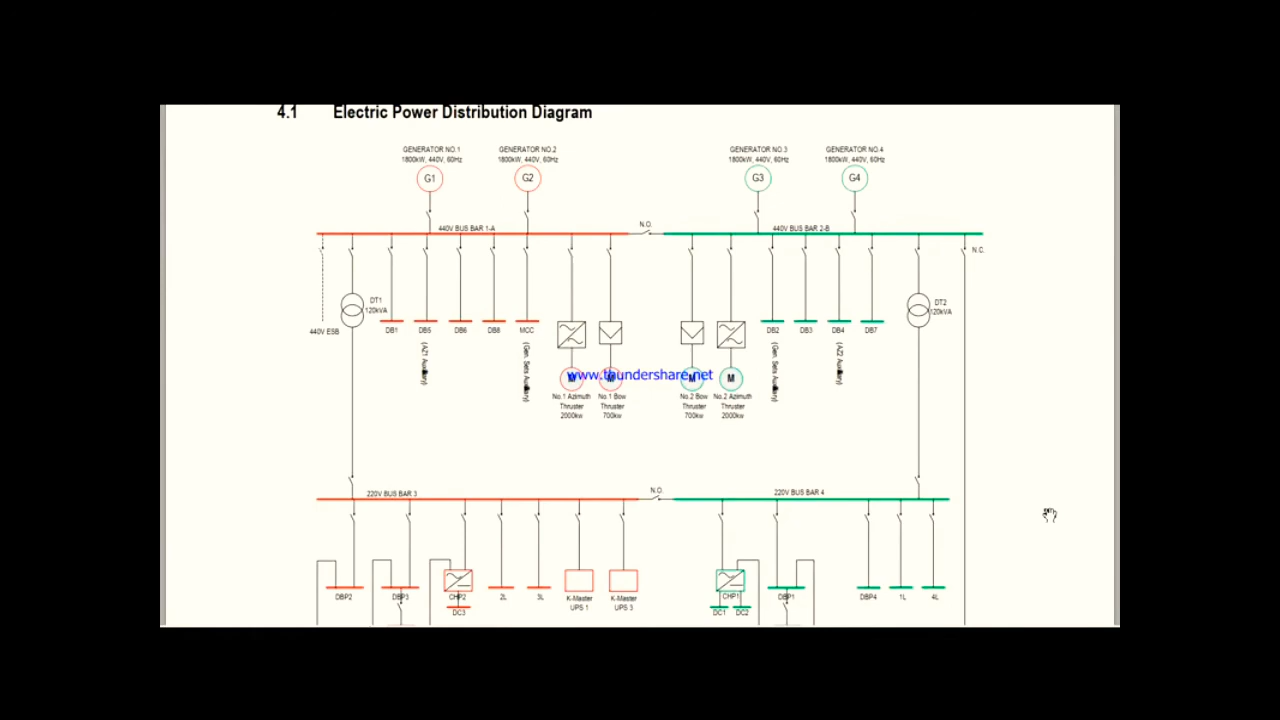 4.1 Electric Power Distribution Diagram
GENERATOR NO.1
1800kW, 440V, 60Hz
G1
GENERATOR NO.2
1800kW, 440V, 60Hz
G2
GENERATOR NO.3
1800kW, 440V, 60Hz
G3
GENERATOR NO.4
1800kW, 440V, 60Hz
G4
440V BUS BAR 1-A
N.O.
440V BUS BAR 2-B
N.C.
440V ESB
DT1
120kVA
DB1
DB5
(AZ1 Auxiliary)
DB6
DB8
MCC
(Gen. Sets Auxiliary)
M
No.1 Azimuth
Thruster
2000kw
M
No.1 Bow
Thruster
700kw
www.thundershare.net
M
No.2 Bow
Thruster
700kw
M
No.2 Azimuth
Thruster
2000kw
DB2
(Gen. Sets Auxiliary)
DB3
DB4
(AZ2 Auxiliary)
DB7
DT2
120kVA
220V BUS BAR 3
N.O.
220V BUS BAR 4
DBP2
DBP3
CHP2
DC3
2L
3L
K-Master
UPS 1
K-Master
UPS 3
CHP1
DC1
DC2
DBP1
DBP4
1L
4L